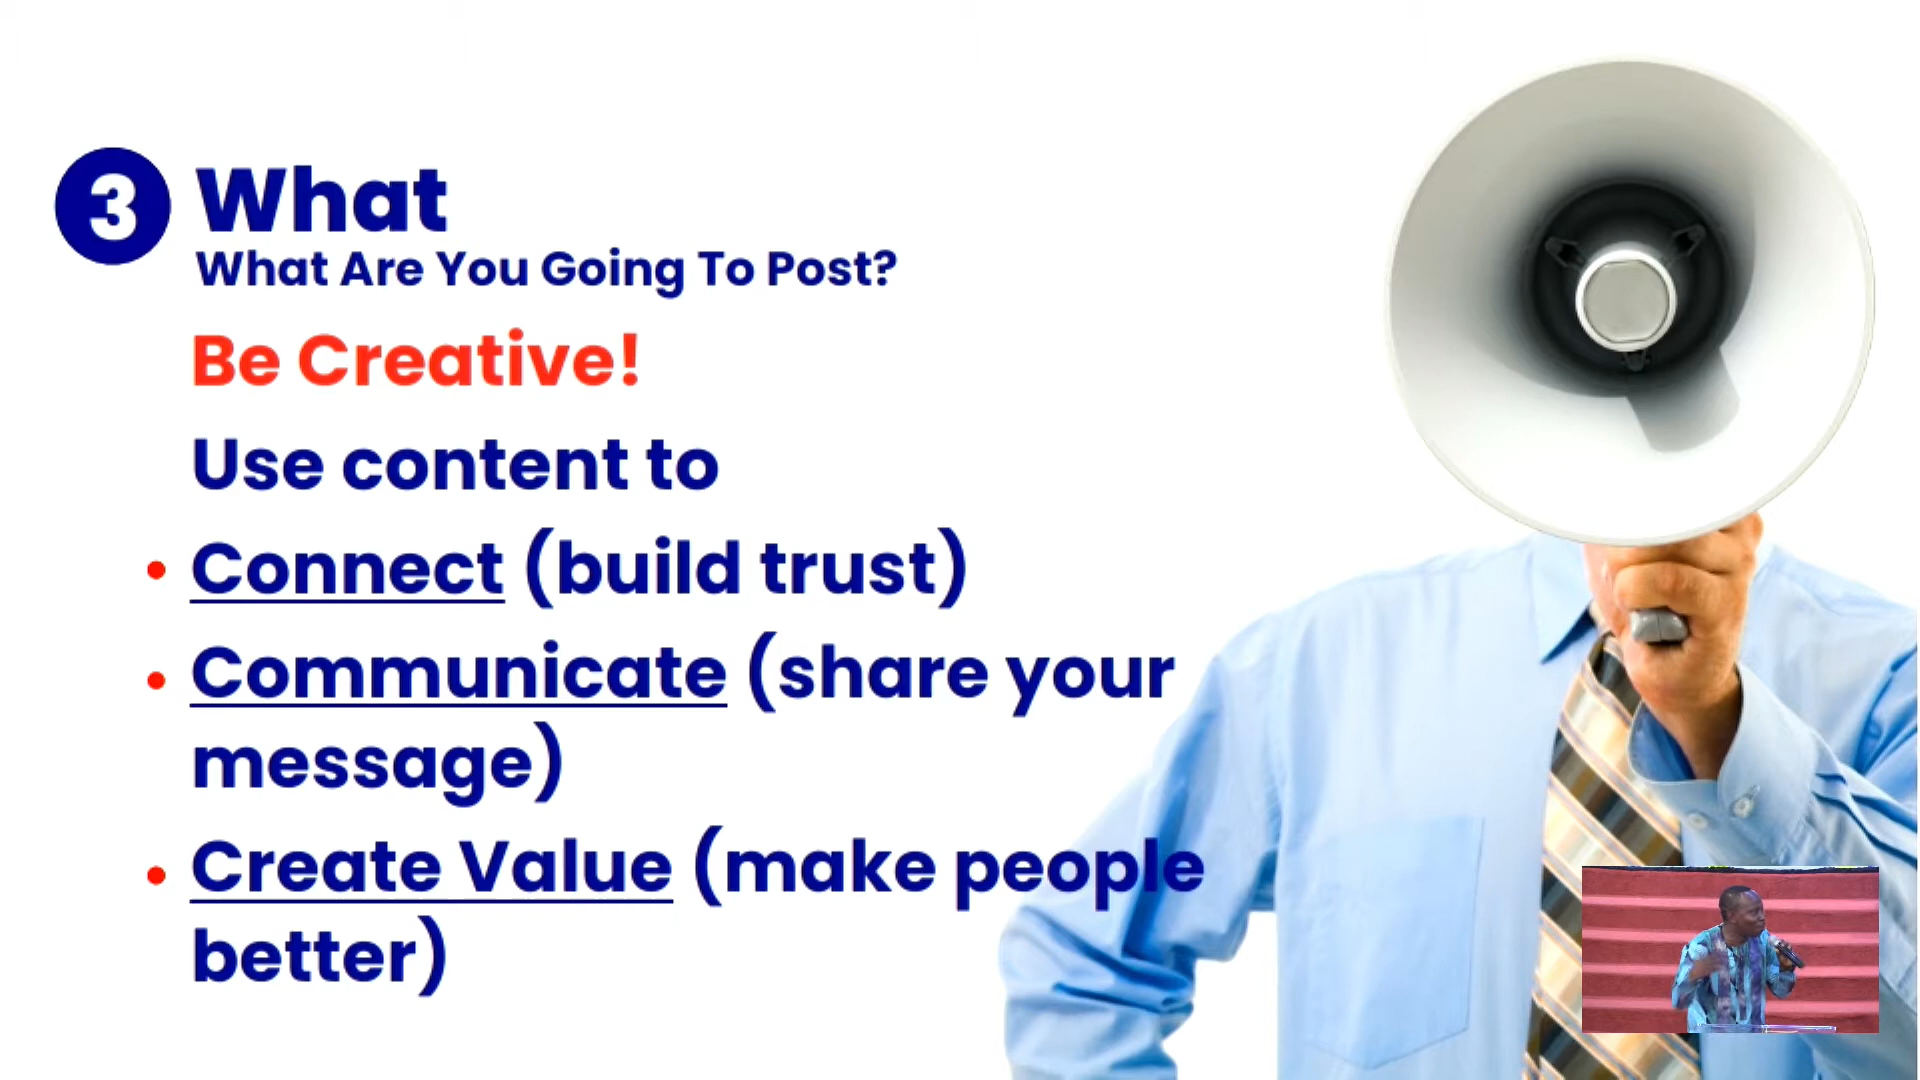 3 What
What Are You Going To Post?
Be Creative!
Use content to
• Connect (build trust)
• Communicate (share your
message)
• Create Value (make people
better)